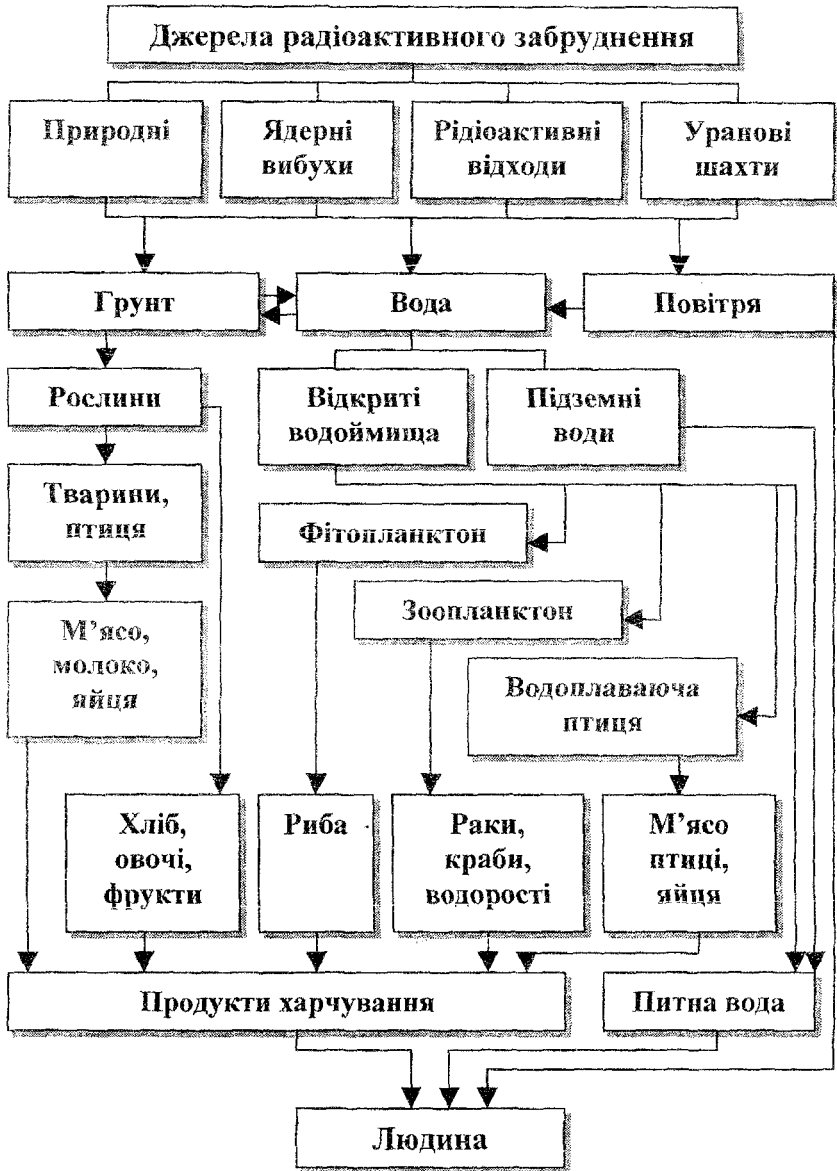 Джерела радіоактивного забруднення
Природні
Ядерні
вибухи
Рідіоактивні
відходи
Уранові
шахти
Грунт
Вода
Повітря
Рослини
Відкриті
водоймища
Підземні
води
Тварини,
птиця
Фітопланктон
Зоопланктон
М’ясо,
молоко,
яйця
Водоплаваюча
птиця
Хліб,
овочі,
фрукти
Риба
Раки,
краби,
водорості
М’ясо
птиці,
яйця
Продукти харчування
Питна вода
Людина